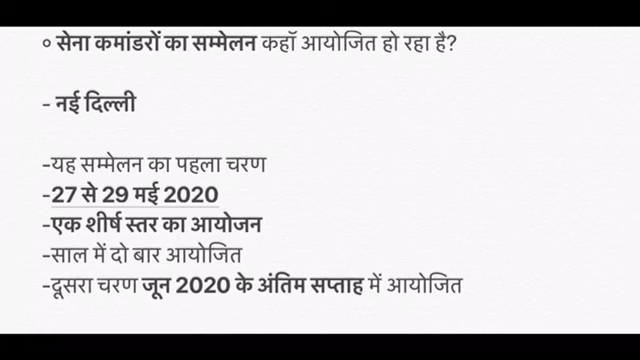 ० सेना कमांडरों का सम्मेलन कहॉ आयोजित हो रहा है?
- नई दिल्ली
-यह सम्मेलन का पहला चरण
-27 से 29 मई 2020
-एक शीर्ष स्तर का आयोजन
-साल में दो बार आयोजित
-दूसरा चरण जून 2020 के अंतिम सप्ताह में आयोजित